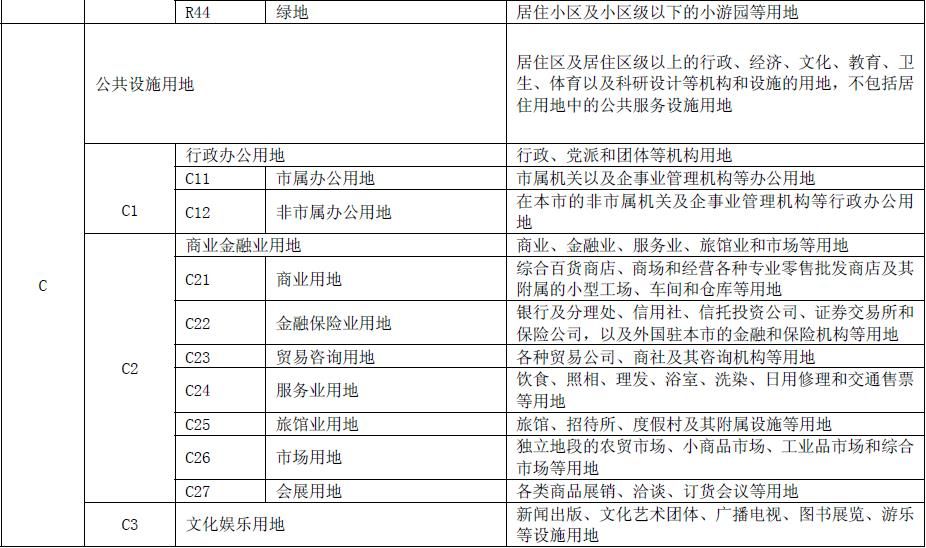 R44 绿地 居住小区及小区级以下的小游园等用地
C
公共设施用地
居住区及居住区级以上的行政、经济、文化、教育、卫
生、体育以及科研设计等机构和设施的用地，不包括居
住用地中的公共服务设施用地
C1
行政办公用地 行政、党派和团体等机构用地
C11 市属办公用地 市属机关以及企事业管理机构等办公用地
C12 非市属办公用地
在本市的非市属机关及企事业管理机构等行政办公用
地
C2
商业金融业用地 商业、金融业、服务业、旅馆业和市场等用地
C21 商业用地
综合百货商店、商场和经营各种专业零售批发商店及其
附属的小型工场、车间和仓库等用地
C22 金融保险业用地
银行及分理处、信用社、信托投资公司、证券交易所和
保险公司，以及外国驻本市的金融和保险机构等用地
C23 贸易咨询用地 各种贸易公司、商社及其咨询机构等用地
C24 服务业用地
饮食、照相、理发、浴室、洗染、日用修理和交通售票
等用地
C25 旅馆业用地 旅馆、招待所、度假村及其附属设施等用地
C26 市场用地
独立地段的农贸市场、小商品市场、工业品市场和综合
市场等用地
C27 会展用地 各类商品展销、洽谈、订货会议等用地
C3 文化娱乐用地
新闻出版、文化艺术团体、广播电视、图书展览、游乐
等设施用地